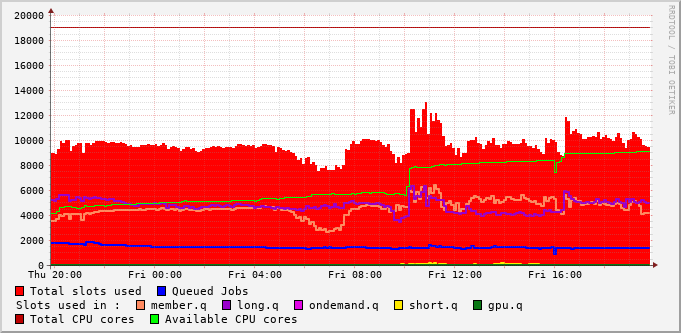 20000
18000
16000
14000
12000
10000
8000
6000
4000
2000
0
Thu 20:00 Fri 00:00 Fri 04:00 Fri 08:00 Fri 12:00 Fri 16:00
Total slots used Queued Jobs
Slots used in : member.q long.q ondemand.q short.q gpu.q
Total CPU cores Available CPU cores
RRDTOOL / TOBI OETIKER